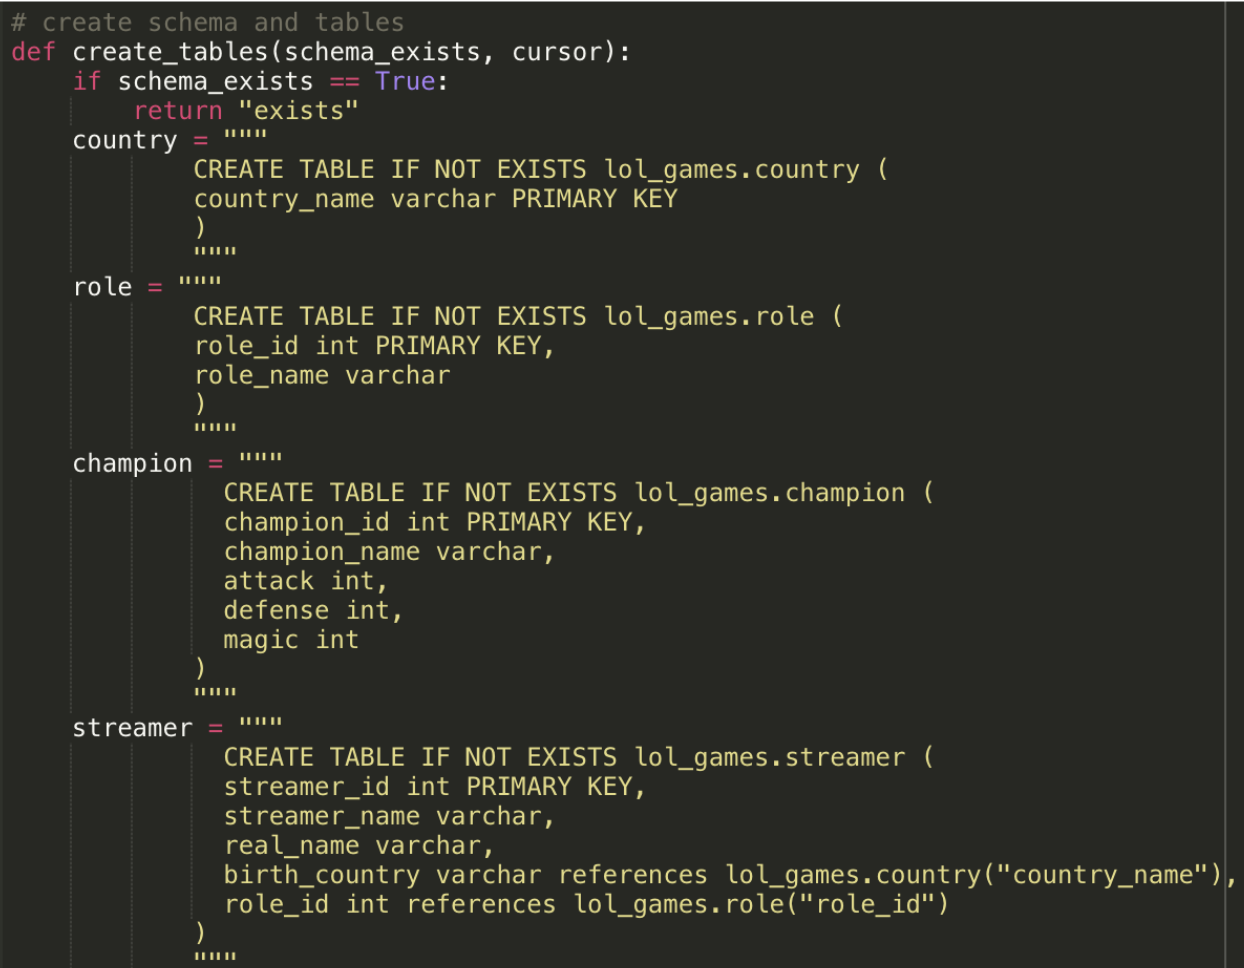 # create schema and tables
def create_tables(schema_exists, cursor):
    if schema_exists == True:
        return "exists"
    country = """
            CREATE TABLE IF NOT EXISTS lol_games.country (
            country_name varchar PRIMARY KEY
            )
            """
    role = """
            CREATE TABLE IF NOT EXISTS lol_games.role (
            role_id int PRIMARY KEY,
            role_name varchar
            )
            """
    champion = """
              CREATE TABLE IF NOT EXISTS lol_games.champion (
              champion_id int PRIMARY KEY,
              champion_name varchar,
              attack int,
              defense int,
              magic int
            )
            """
    streamer = """
              CREATE TABLE IF NOT EXISTS lol_games.streamer (
              streamer_id int PRIMARY KEY,
              streamer_name varchar,
              real_name varchar,
              birth_country varchar references lol_games.country("country_name"),
              role_id int references lol_games.role("role_id")
            )
            """